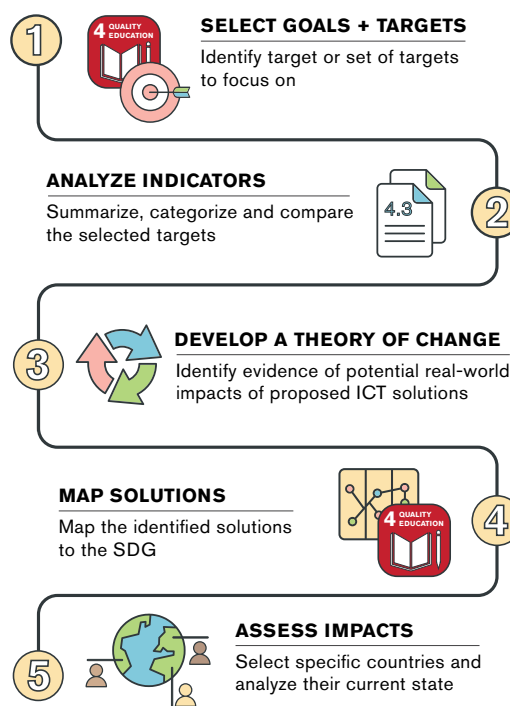 1
4 QUALITY
EDUCATION
SELECT GOALS + TARGETS
Identify target or set of targets
to focus on
ANALYZE INDICATORS
Summarize, categorize and compare
the selected targets
4.3
2
3
DEVELOP A THEORY OF CHANGE
Identify evidence of potential real-world
impacts of proposed ICT solutions
MAP SOLUTIONS
Map the identified solutions
to the SDG
4 QUALITY
EDUCATION
4
5
ASSESS IMPACTS
Select specific countries and
analyze their current state